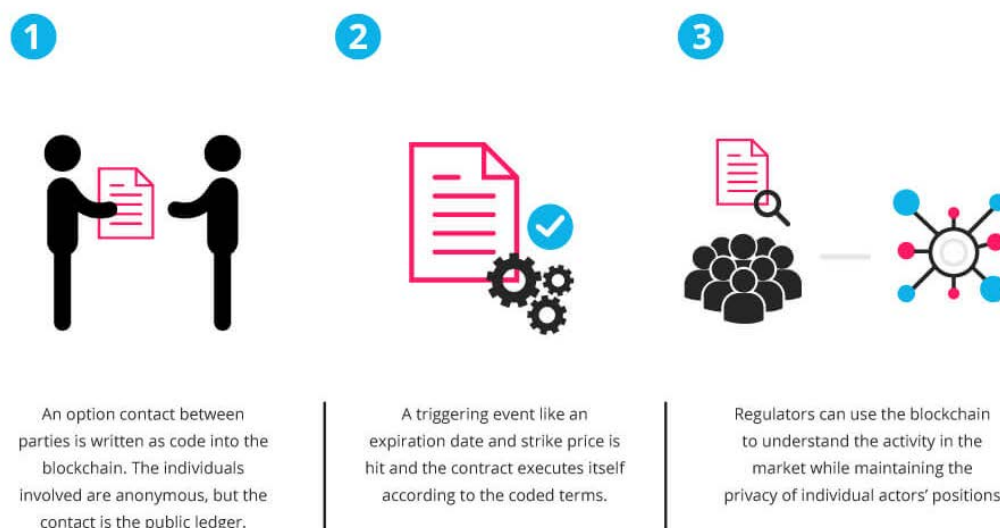 1
2
3
An option contact between
parties is written as code into the
blockchain. The individuals
involved are anonymous, but the
contact is the public ledger.
A triggering event like an
expiration date and strike price is
hit and the contract executes itself
according to the coded terms.
Regulators can use the blockchain
to understand the activity in the
market while maintaining the
privacy of individual actors’ positions